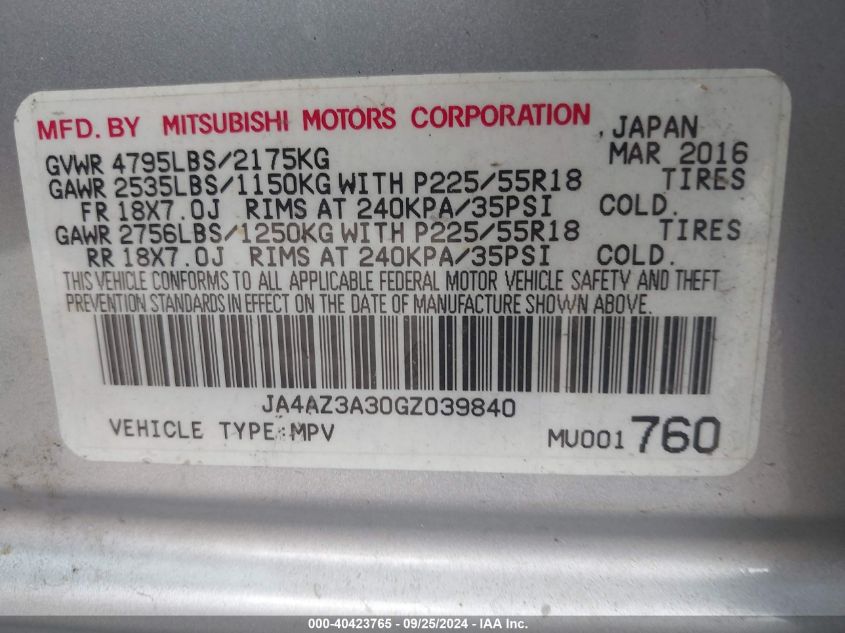 MFD. BY MITSUBISHI MOTORS CORPORATION , JAPAN
GVWR 4795LBS/2175KG MAR 2016
GAWR 2535LBS/1150KG WITH P225/55R18 TIRES
FR 18X7.0J RIMS AT 240KPA/35PSI COLD.
GAWR 2756LBS/1250KG WITH P225/55R18 TIRES
RR 18X7.0J RIMS AT 240KPA/35PSI COLD.
THIS VEHICLE CONFORMS TO ALL APPLICABLE FEDERAL MOTOR VEHICLE SAFETY AND THEFT
PREVENTION STANDARDS IN EFFECT ON THE DATE OF MANUFACTURE SHOWN ABOVE.
JA4AZ3A30GZ039840
VEHICLE TYPE:MPV MU001 760
000-40423765 - 09/25/2024 - IAA Inc.